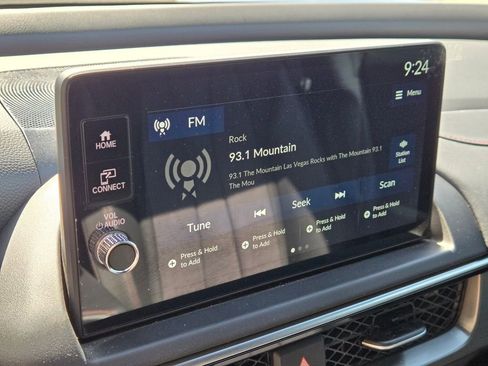 9:24
FM
Menu
Rock
HOME
93.1 Mountain
93.1 The Mountain Las Vegas Rocks with The Mountain 93.1
The Mou
Station
List
CONNECT
VOL
AUDIO
Tune
Seek
Scan
Press & Hold
to Add
Press & Hold
to Add
Press & Hold
to Add
Press & Hold
to Add